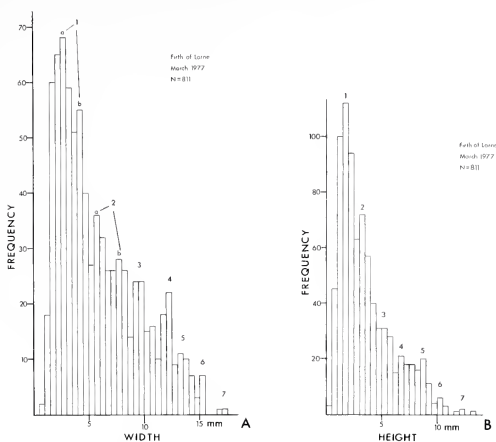 70
60
50
40
30
20
10
FREQUENCY
a
1
b
a
2
b
3
4
5
6
7
Firth of Lorne
March 1977
N=811
5
10
15 mm
WIDTH
A
100
80
60
40
20
FREQUENCY
1
2
3
4
5
6
7
Firth of Lorne
March 1977
N=811
5
10 mm
HEIGHT
B